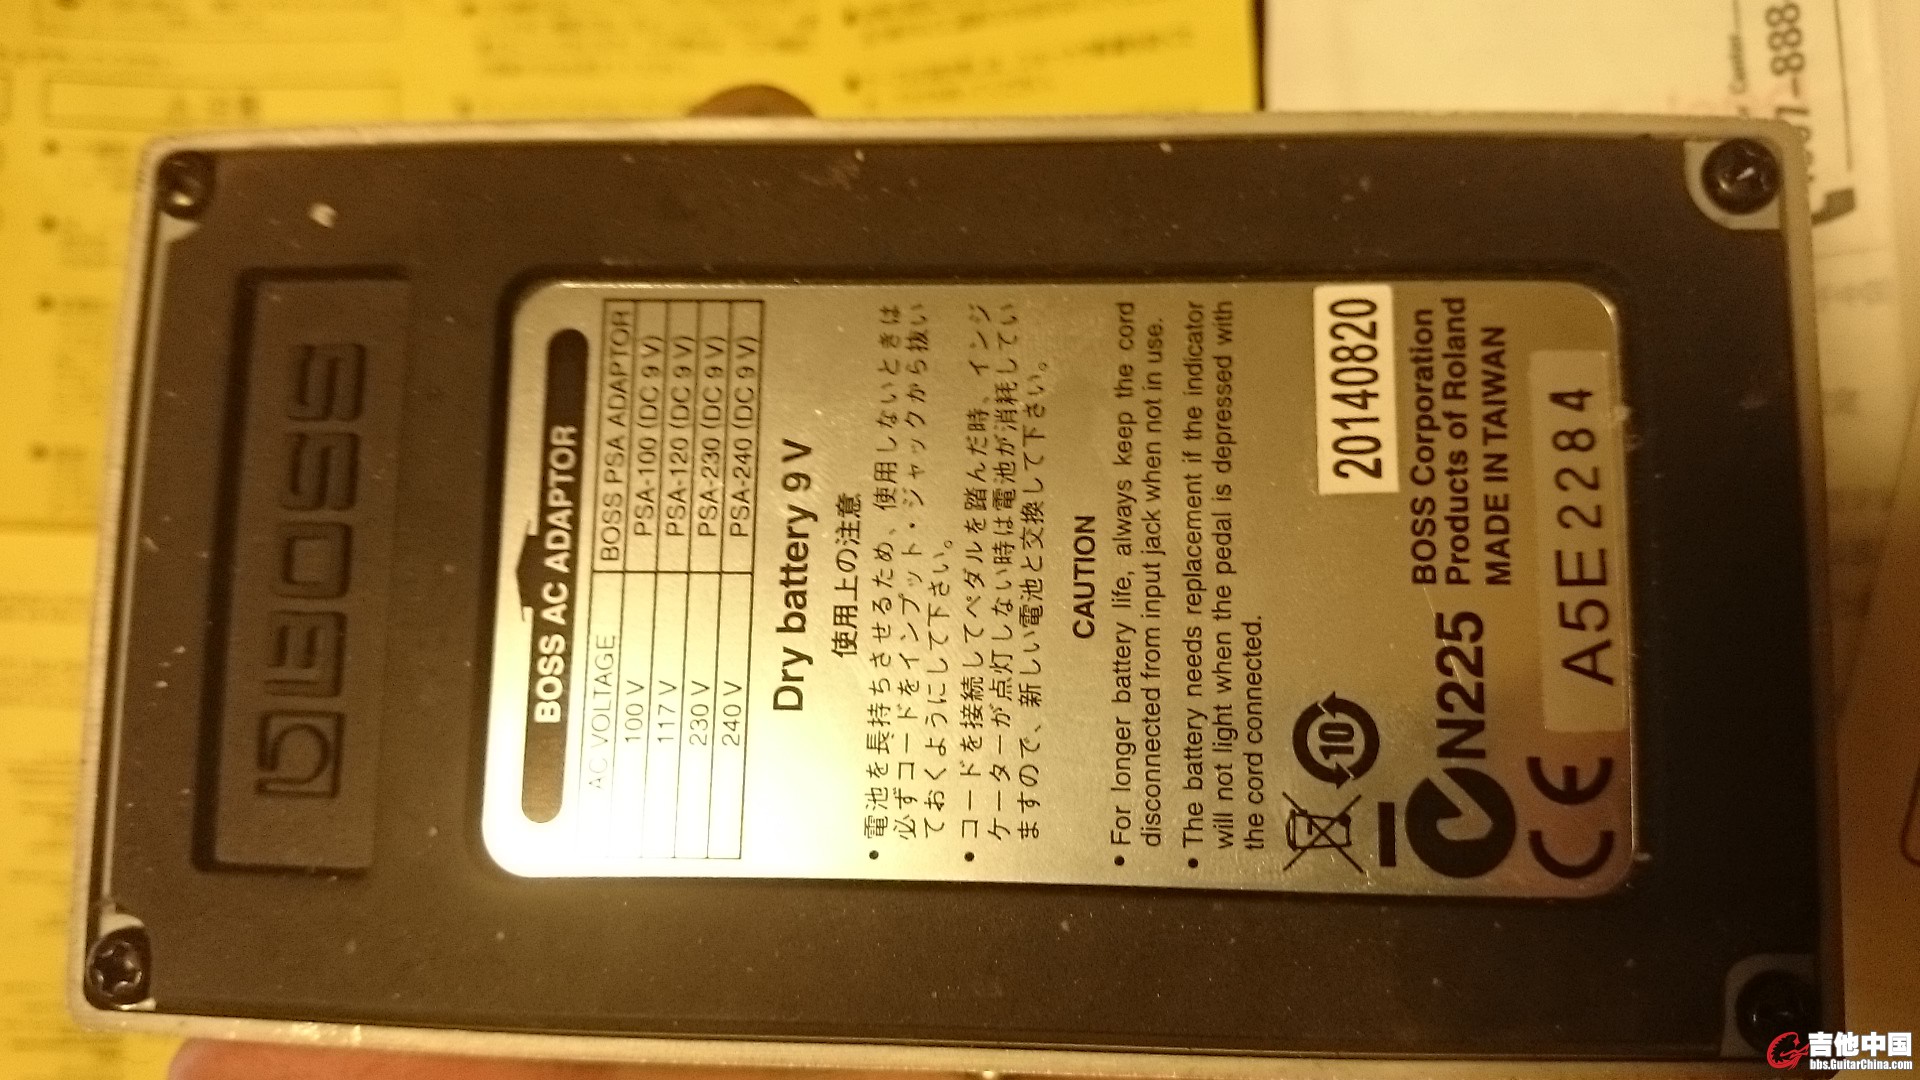 BOSS
BOSS AC ADAPTOR
AC VOLTAGE BOSS PSA ADAPTOR
100 V PSA-100 (DC 9 V)
117 V PSA-120 (DC 9 V)
230 V PSA-230 (DC 9 V)
240 V PSA-240 (DC 9 V)
Dry battery 9 V
使用上の注意
• 電池を長持ちさせるため、使用しないときは
必ずコードをインプット・ジャックから抜い
ておくようにして下さい。
• コードを接続してペダルを踏んだ時、インジ
ケーターが点灯しない時は電池が消耗してい
ますので、新しい電池と交換して下さい。
CAUTION
• For longer battery life, always keep the cord
disconnected from input jack when not in use.
• The battery needs replacement if the indicator
will not light when the pedal is depressed with
the cord connected.
10
20140820
N225
BOSS Corporation
Products of Roland
MADE IN TAIWAN
CE
A5E2284
吉他中国
bbs.GuitarChina.com